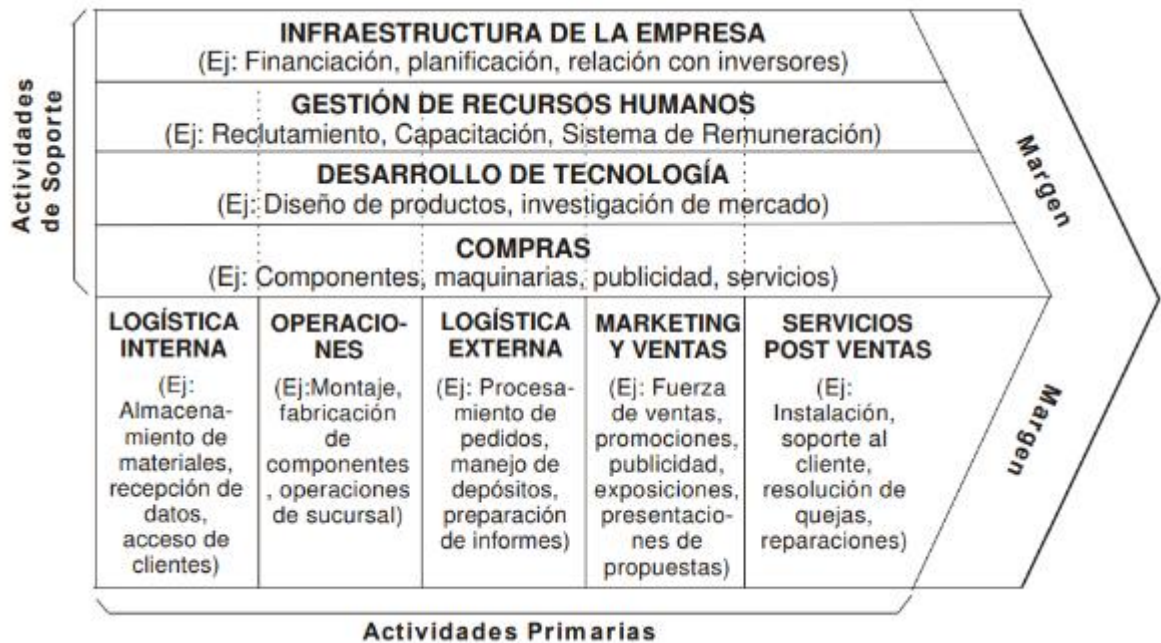 Actividades
de Soporte
INFRAESTRUCTURA DE LA EMPRESA
(Ej: Financiación, planificación, relación con inversores)
GESTIÓN DE RECURSOS HUMANOS
(Ej: Reclutamiento, Capacitación, Sistema de Remuneración)
DESARROLLO DE TECNOLOGÍA
(Ej: Diseño de productos, investigación de mercado)
COMPRAS
(Ej: Componentes, maquinarias, publicidad, servicios)
LOGÍSTICA
INTERNA
(Ej:
Almacena-
miento de
materiales,
recepción de
datos,
acceso de
clientes)
OPERACIO-
NES
(Ej:Montaje,
fabricación
de
componentes
, operaciones
de sucursal)
LOGÍSTICA
EXTERNA
(Ej: Procesa-
miento de
pedidos,
manejo de
depósitos,
preparación
de informes)
MARKETING
Y VENTAS
(Ej: Fuerza
de ventas,
promociones,
publicidad,
exposiciones,
presentacio-
nes de
propuestas)
SERVICIOS
POST VENTAS
(Ej:
Instalación,
soporte al
cliente,
resolución de
quejas,
reparaciones)
Margen
Margen
Actividades Primarias